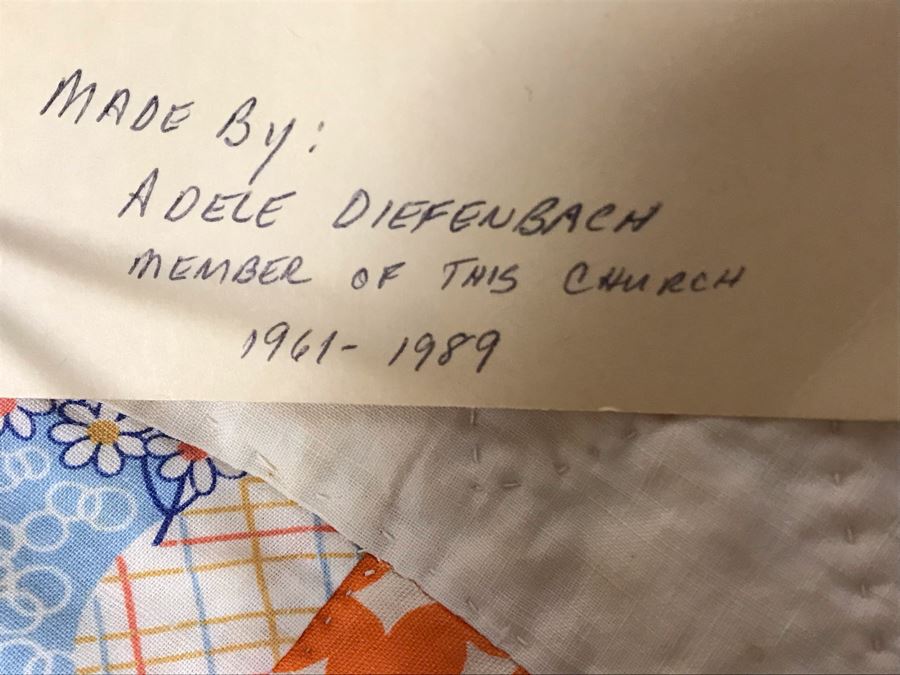 MADE By:
ADELE DIEFENBACH
MEMBER OF THIS CHURCH
1961- 1989